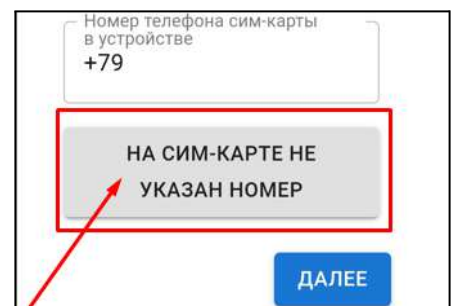 Номер телефона сим-карты
в устройстве
+79
НА СИМ-КАРТЕ НЕ
УКАЗАН НОМЕР
ДАЛЕЕ